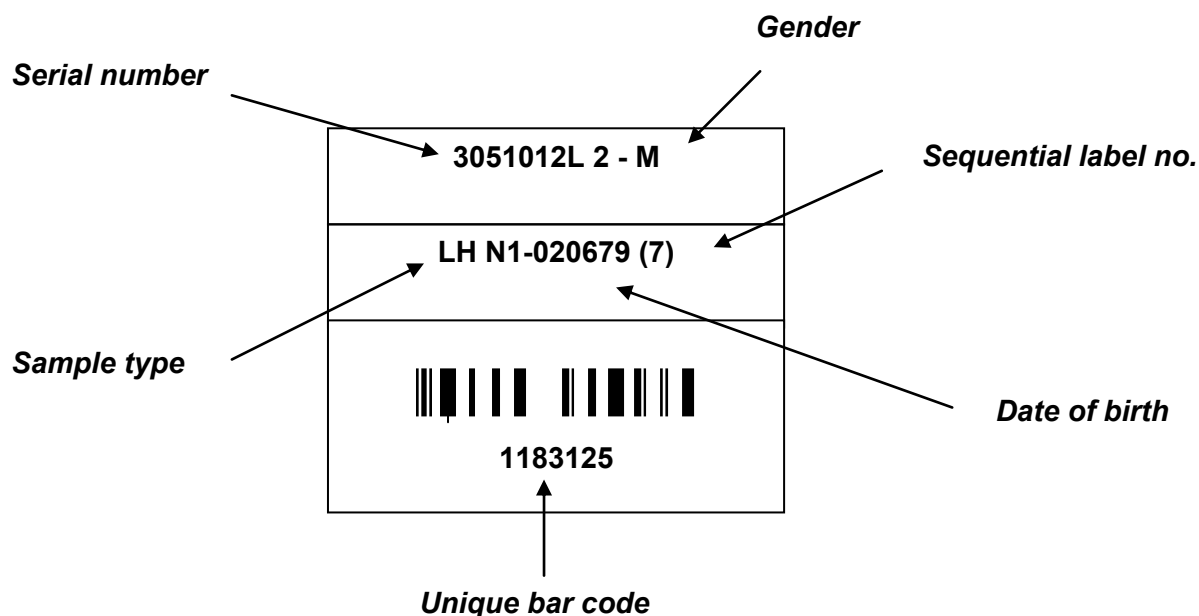 Gender
Serial number
3051012L 2 - M
Sequential label no.
LH N1-020679 (7)
Sample type
Date of birth
1183125
Unique bar code